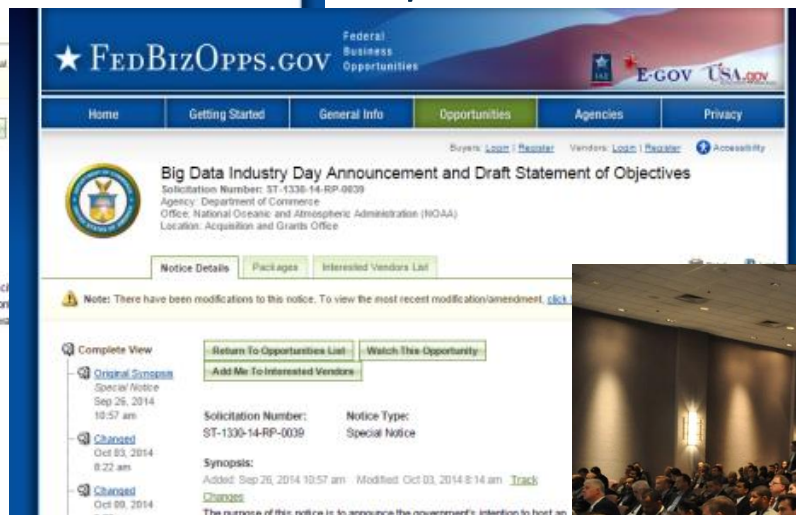 ★ FEDBIZOPPS.GOV
Federal
Business
Opportunities
IAE
E-GOV USA.gov
Home Getting Started General Info Opportunities Agencies Privacy
Buyers: Login | Register Vendors: Login | Register Accessibility
Big Data Industry Day Announcement and Draft Statement of Objectives
Solicitation Number: ST-1330-14-RP-0039
Agency: Department of Commerce
Office: National Oceanic and Atmospheric Administration (NOAA)
Location: Acquisition and Grants Office
Notice Details Packages Interested Vendors List
Note: There have been modifications to this notice. To view the most recent modification/amendment, click
Complete View
Original Synopsis
Special Notice
Sep 26, 2014
10:57 am
Changed
Oct 03, 2014
8:22 am
Changed
Oct 09, 2014
Return To Opportunities List Watch This Opportunity
Add Me To Interested Vendors
Solicitation Number: Notice Type:
ST-1330-14-RP-0039 Special Notice
Synopsis:
Added: Sep 26, 2014 10:57 am Modified: Oct 03, 2014 8:14 am Track
Changes
The purpose of this notice is to announce the government's intention to host an